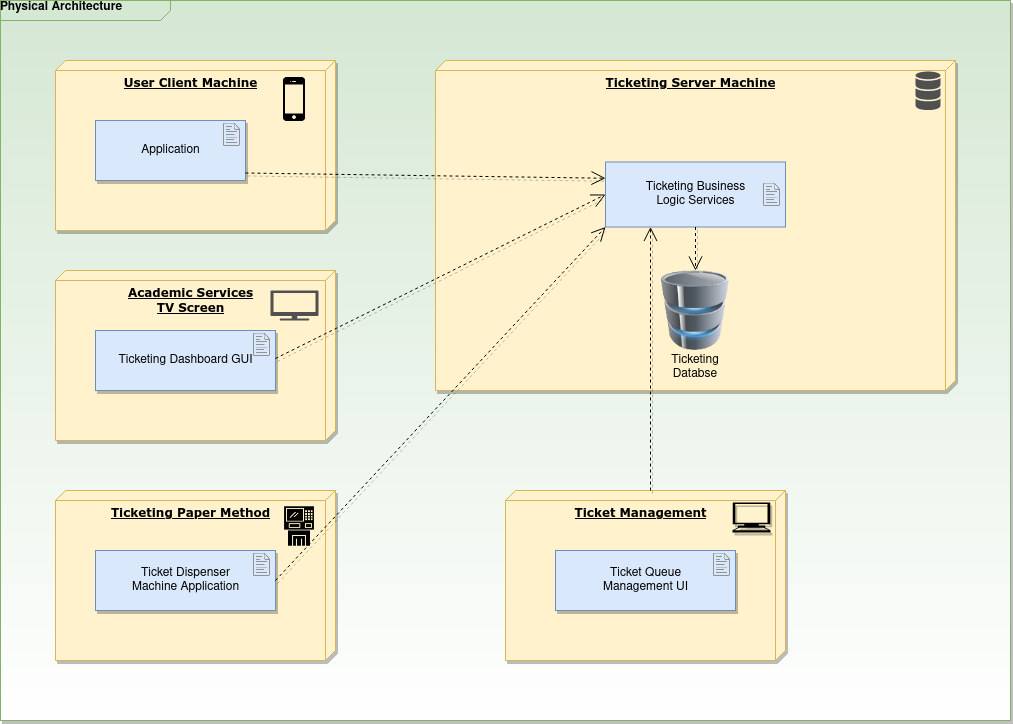 Physical Architecture
User Client Machine
Application
Ticketing Server Machine
Ticketing Business
Logic Services
Ticketing
Databse
Academic Services
TV Screen
Ticketing Dashboard GUI
Ticketing Paper Method
Ticket Dispenser
Machine Application
Ticket Management
Ticket Queue
Management UI